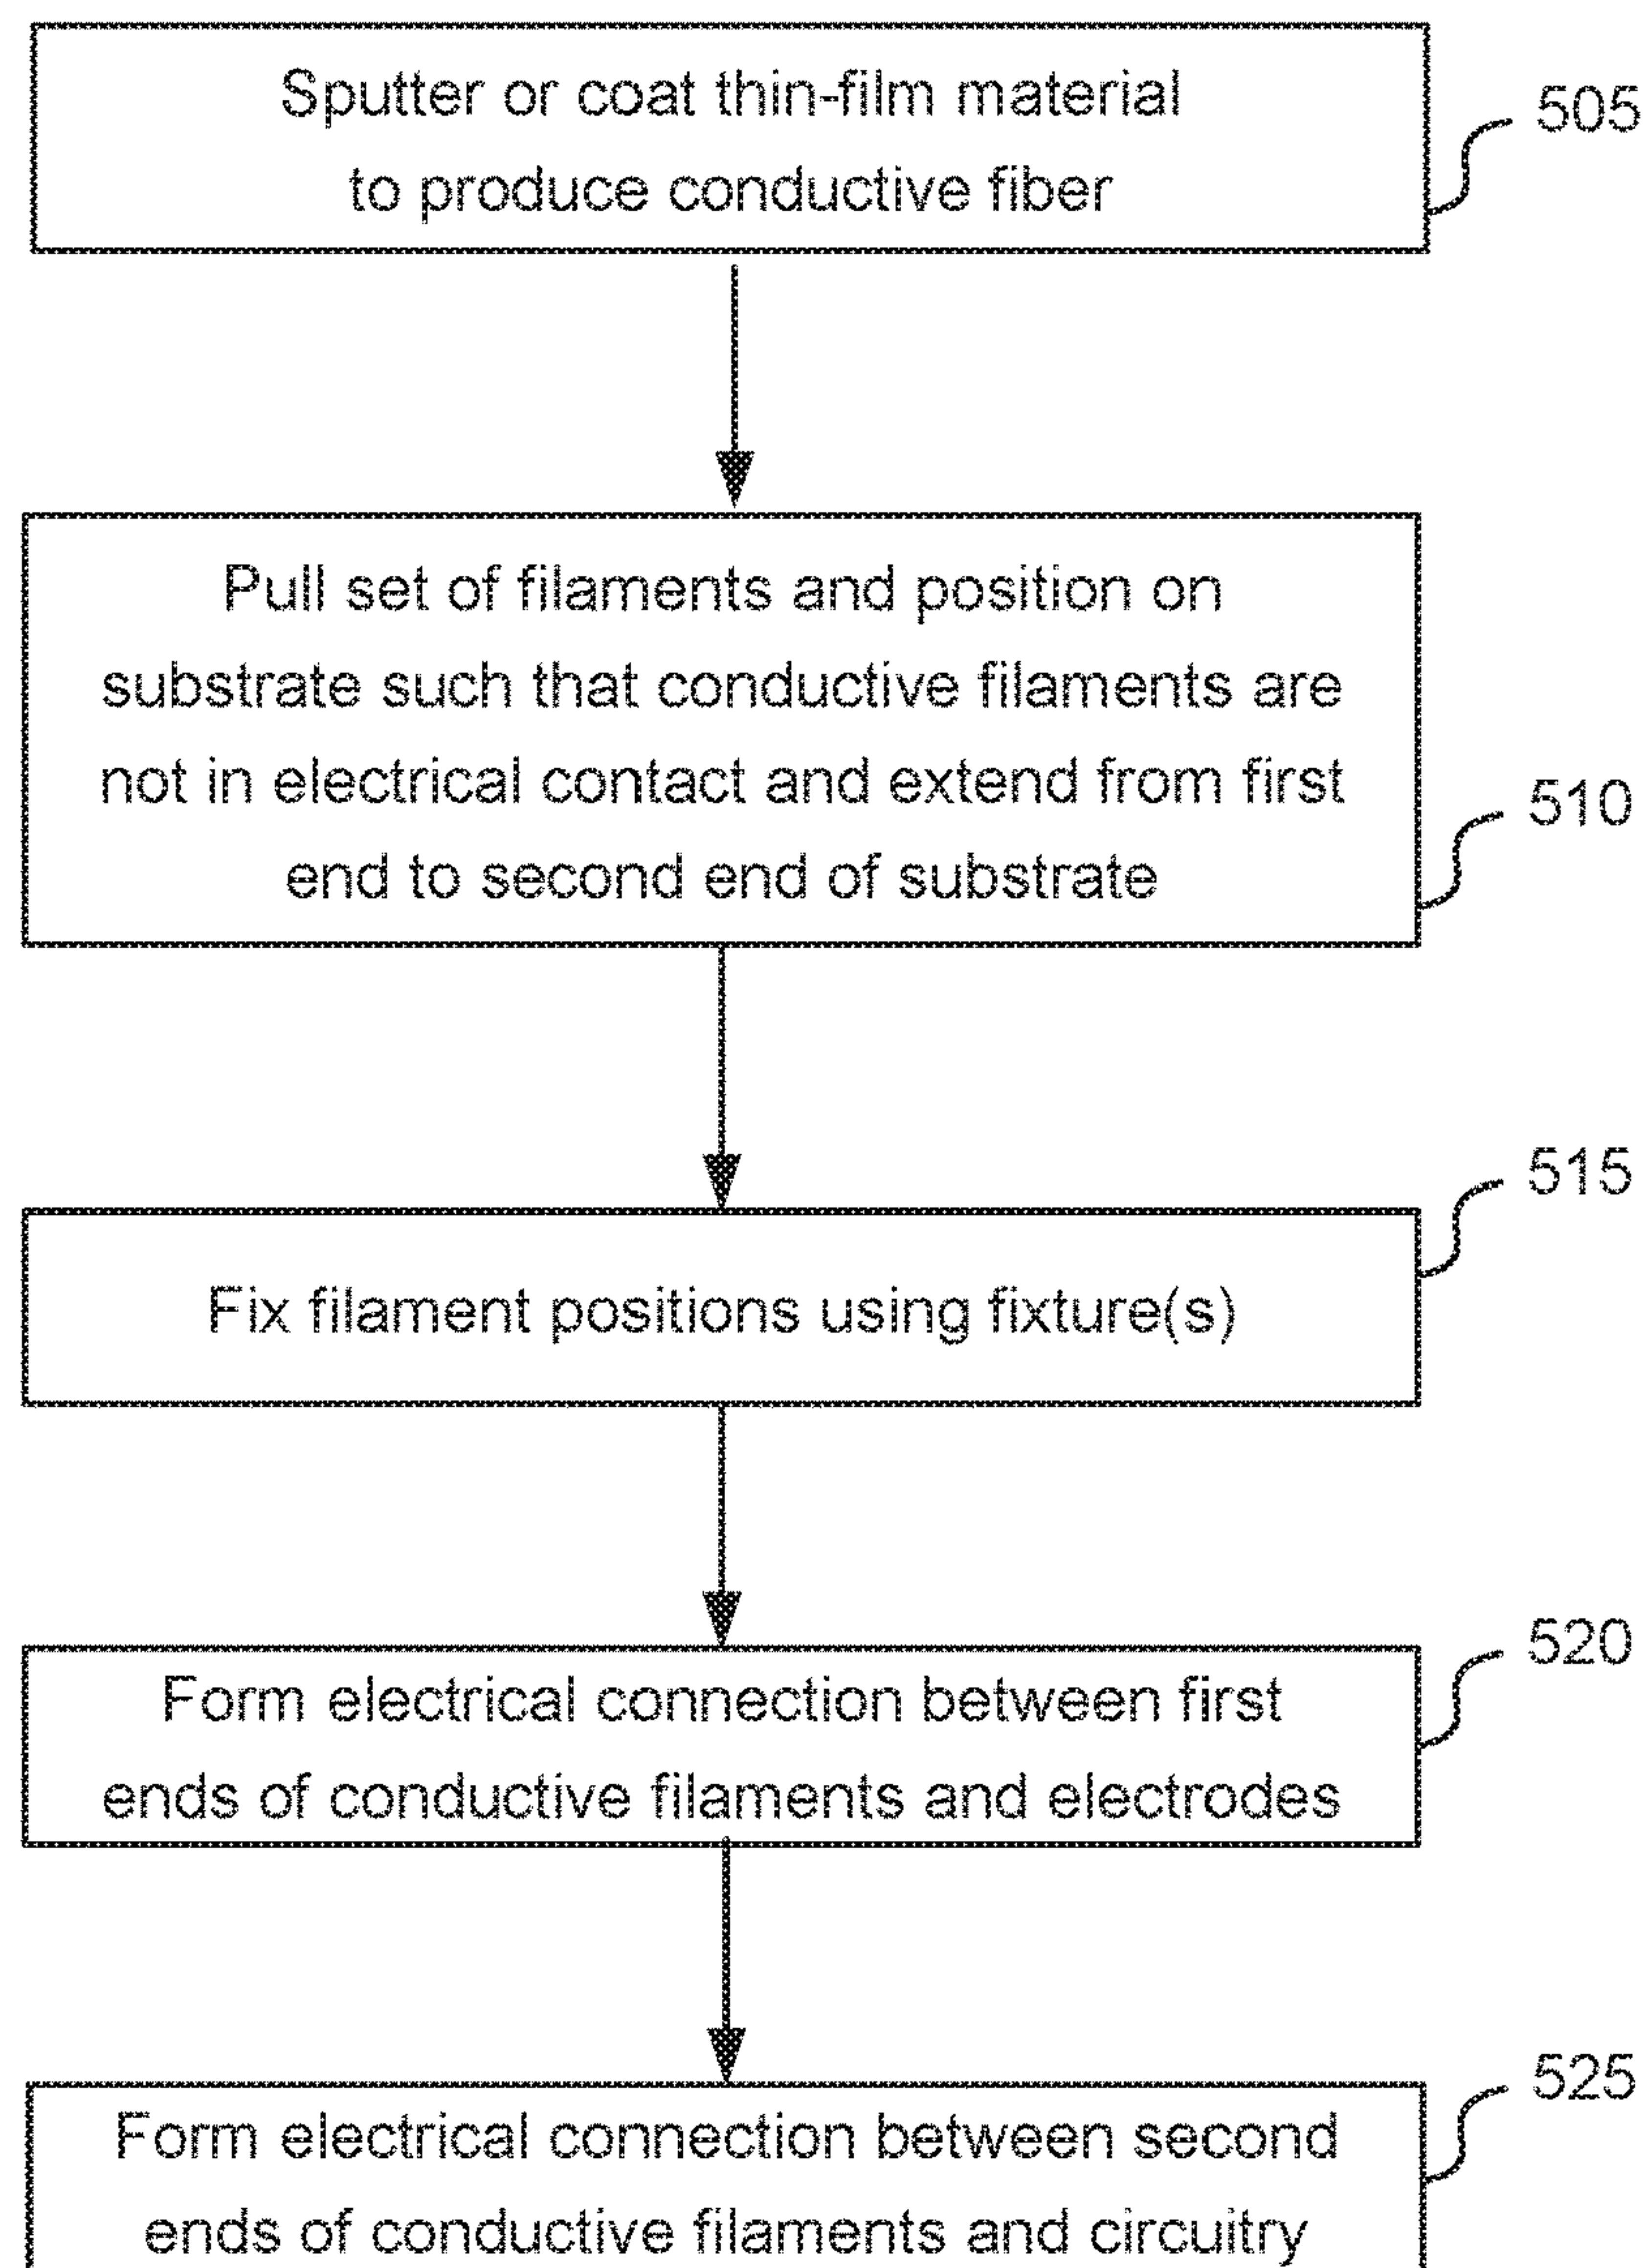 Sputter or coat thin-film material
to produce conductive fiber
505
Pull set of filaments and position on
substrate such that conductive filaments are
not in electrical contact and extend from first
end to second end of substrate
510
Fix filament positions using fixture(s)
515
Form electrical connection between first
ends of conductive filaments and electrodes
520
Form electrical connection between second
ends of conductive filaments and circuitry
525